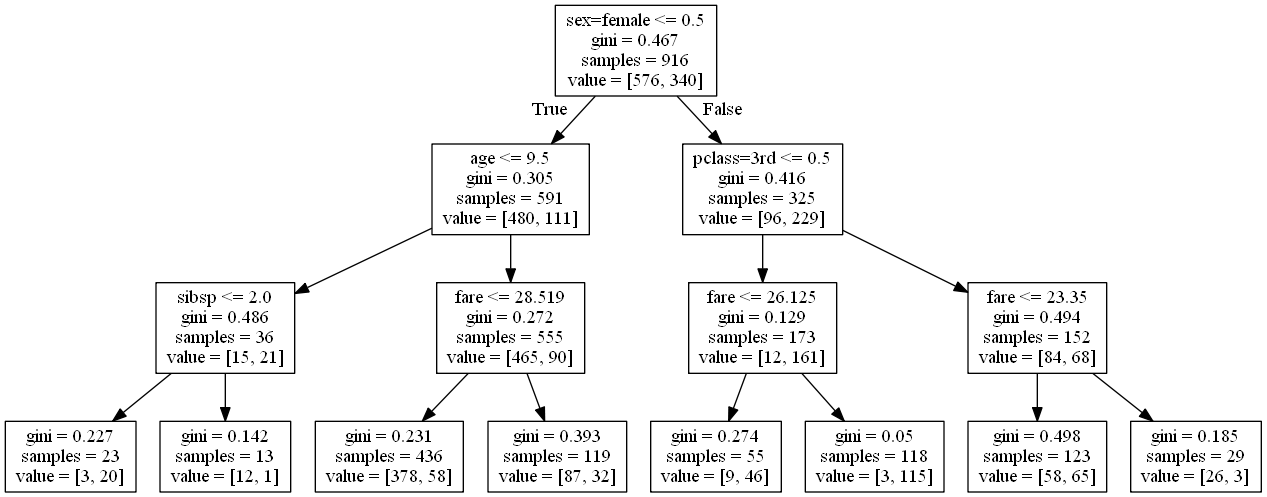 sex=female <= 0.5
gini = 0.467
samples = 916
value = [576, 340]
True
False
age <= 9.5
gini = 0.305
samples = 591
value = [480, 111]
pclass=3rd <= 0.5
gini = 0.416
samples = 325
value = [96, 229]
sibsp <= 2.0
gini = 0.486
samples = 36
value = [15, 21]
fare <= 28.519
gini = 0.272
samples = 555
value = [465, 90]
fare <= 26.125
gini = 0.129
samples = 173
value = [12, 161]
fare <= 23.35
gini = 0.494
samples = 152
value = [84, 68]
gini = 0.227
samples = 23
value = [3, 20]
gini = 0.142
samples = 13
value = [12, 1]
gini = 0.231
samples = 436
value = [378, 58]
gini = 0.393
samples = 119
value = [87, 32]
gini = 0.274
samples = 55
value = [9, 46]
gini = 0.05
samples = 118
value = [3, 115]
gini = 0.498
samples = 123
value = [58, 65]
gini = 0.185
samples = 29
value = [26, 3]